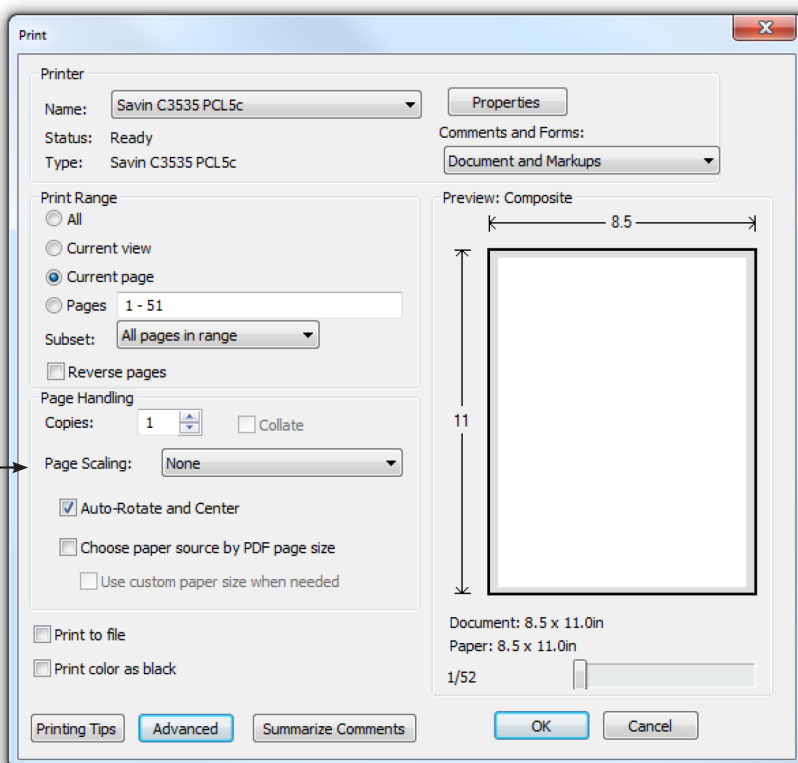 Print
Printer
Name: Savin C3535 PCL5c
Properties
Status: Ready
Comments and Forms:
Type: Savin C3535 PCL5c
Document and Markups
Print Range
All
Current view
Current page
Pages 1 - 51
Subset: All pages in range
Reverse pages
Page Handling
Copies: 1 Collate
Page Scaling: None
Auto-Rotate and Center
Choose paper source by PDF page size
Use custom paper size when needed
Print to file
Print color as black
Preview: Composite
8.5
11
Document: 8.5 x 11.0in
Paper: 8.5 x 11.0in
1/52
Printing Tips Advanced Summarize Comments OK Cancel